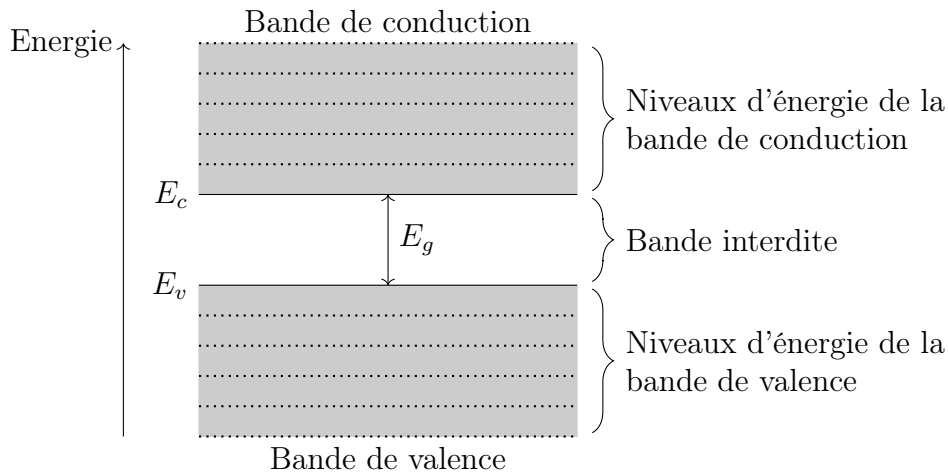 Bande de conduction
Energie
Niveaux d'énergie de la
bande de conduction
E_c
E_g
Bande interdite
E_v
Niveaux d'énergie de la
bande de valence
Bande de valence